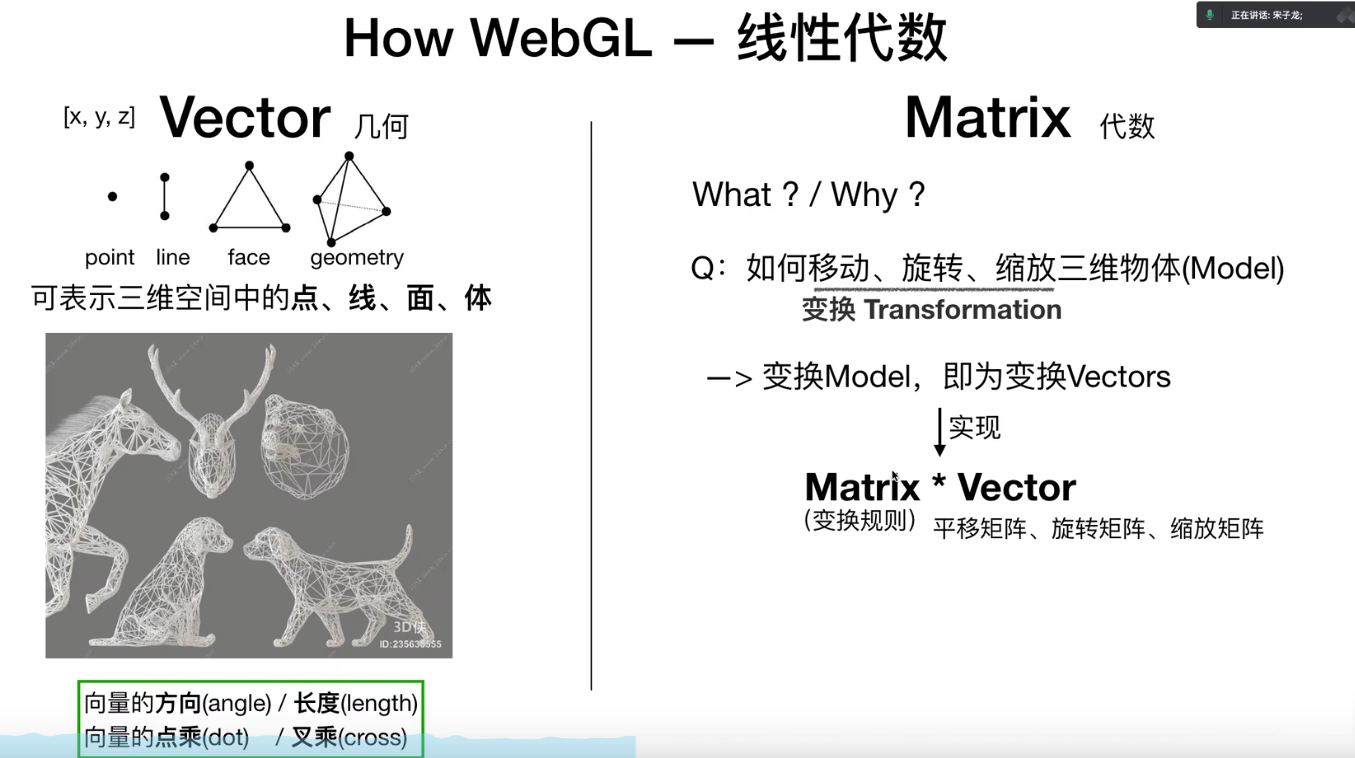 正在讲话: 宋子龙;
How WebGL — 线性代数
[x, y, z] Vector 几何
point line face geometry
可表示三维空间中的点、线、面、体
3D侠
ID:235635555
向量的方向(angle) / 长度(length)
向量的点乘(dot) / 叉乘(cross)
Matrix 代数
What ? / Why ?
Q：如何移动、旋转、缩放三维物体(Model)
变换 Transformation
—> 变换Model，即为变换Vectors
实现
Matrix * Vector
(变换规则) 平移矩阵、旋转矩阵、缩放矩阵